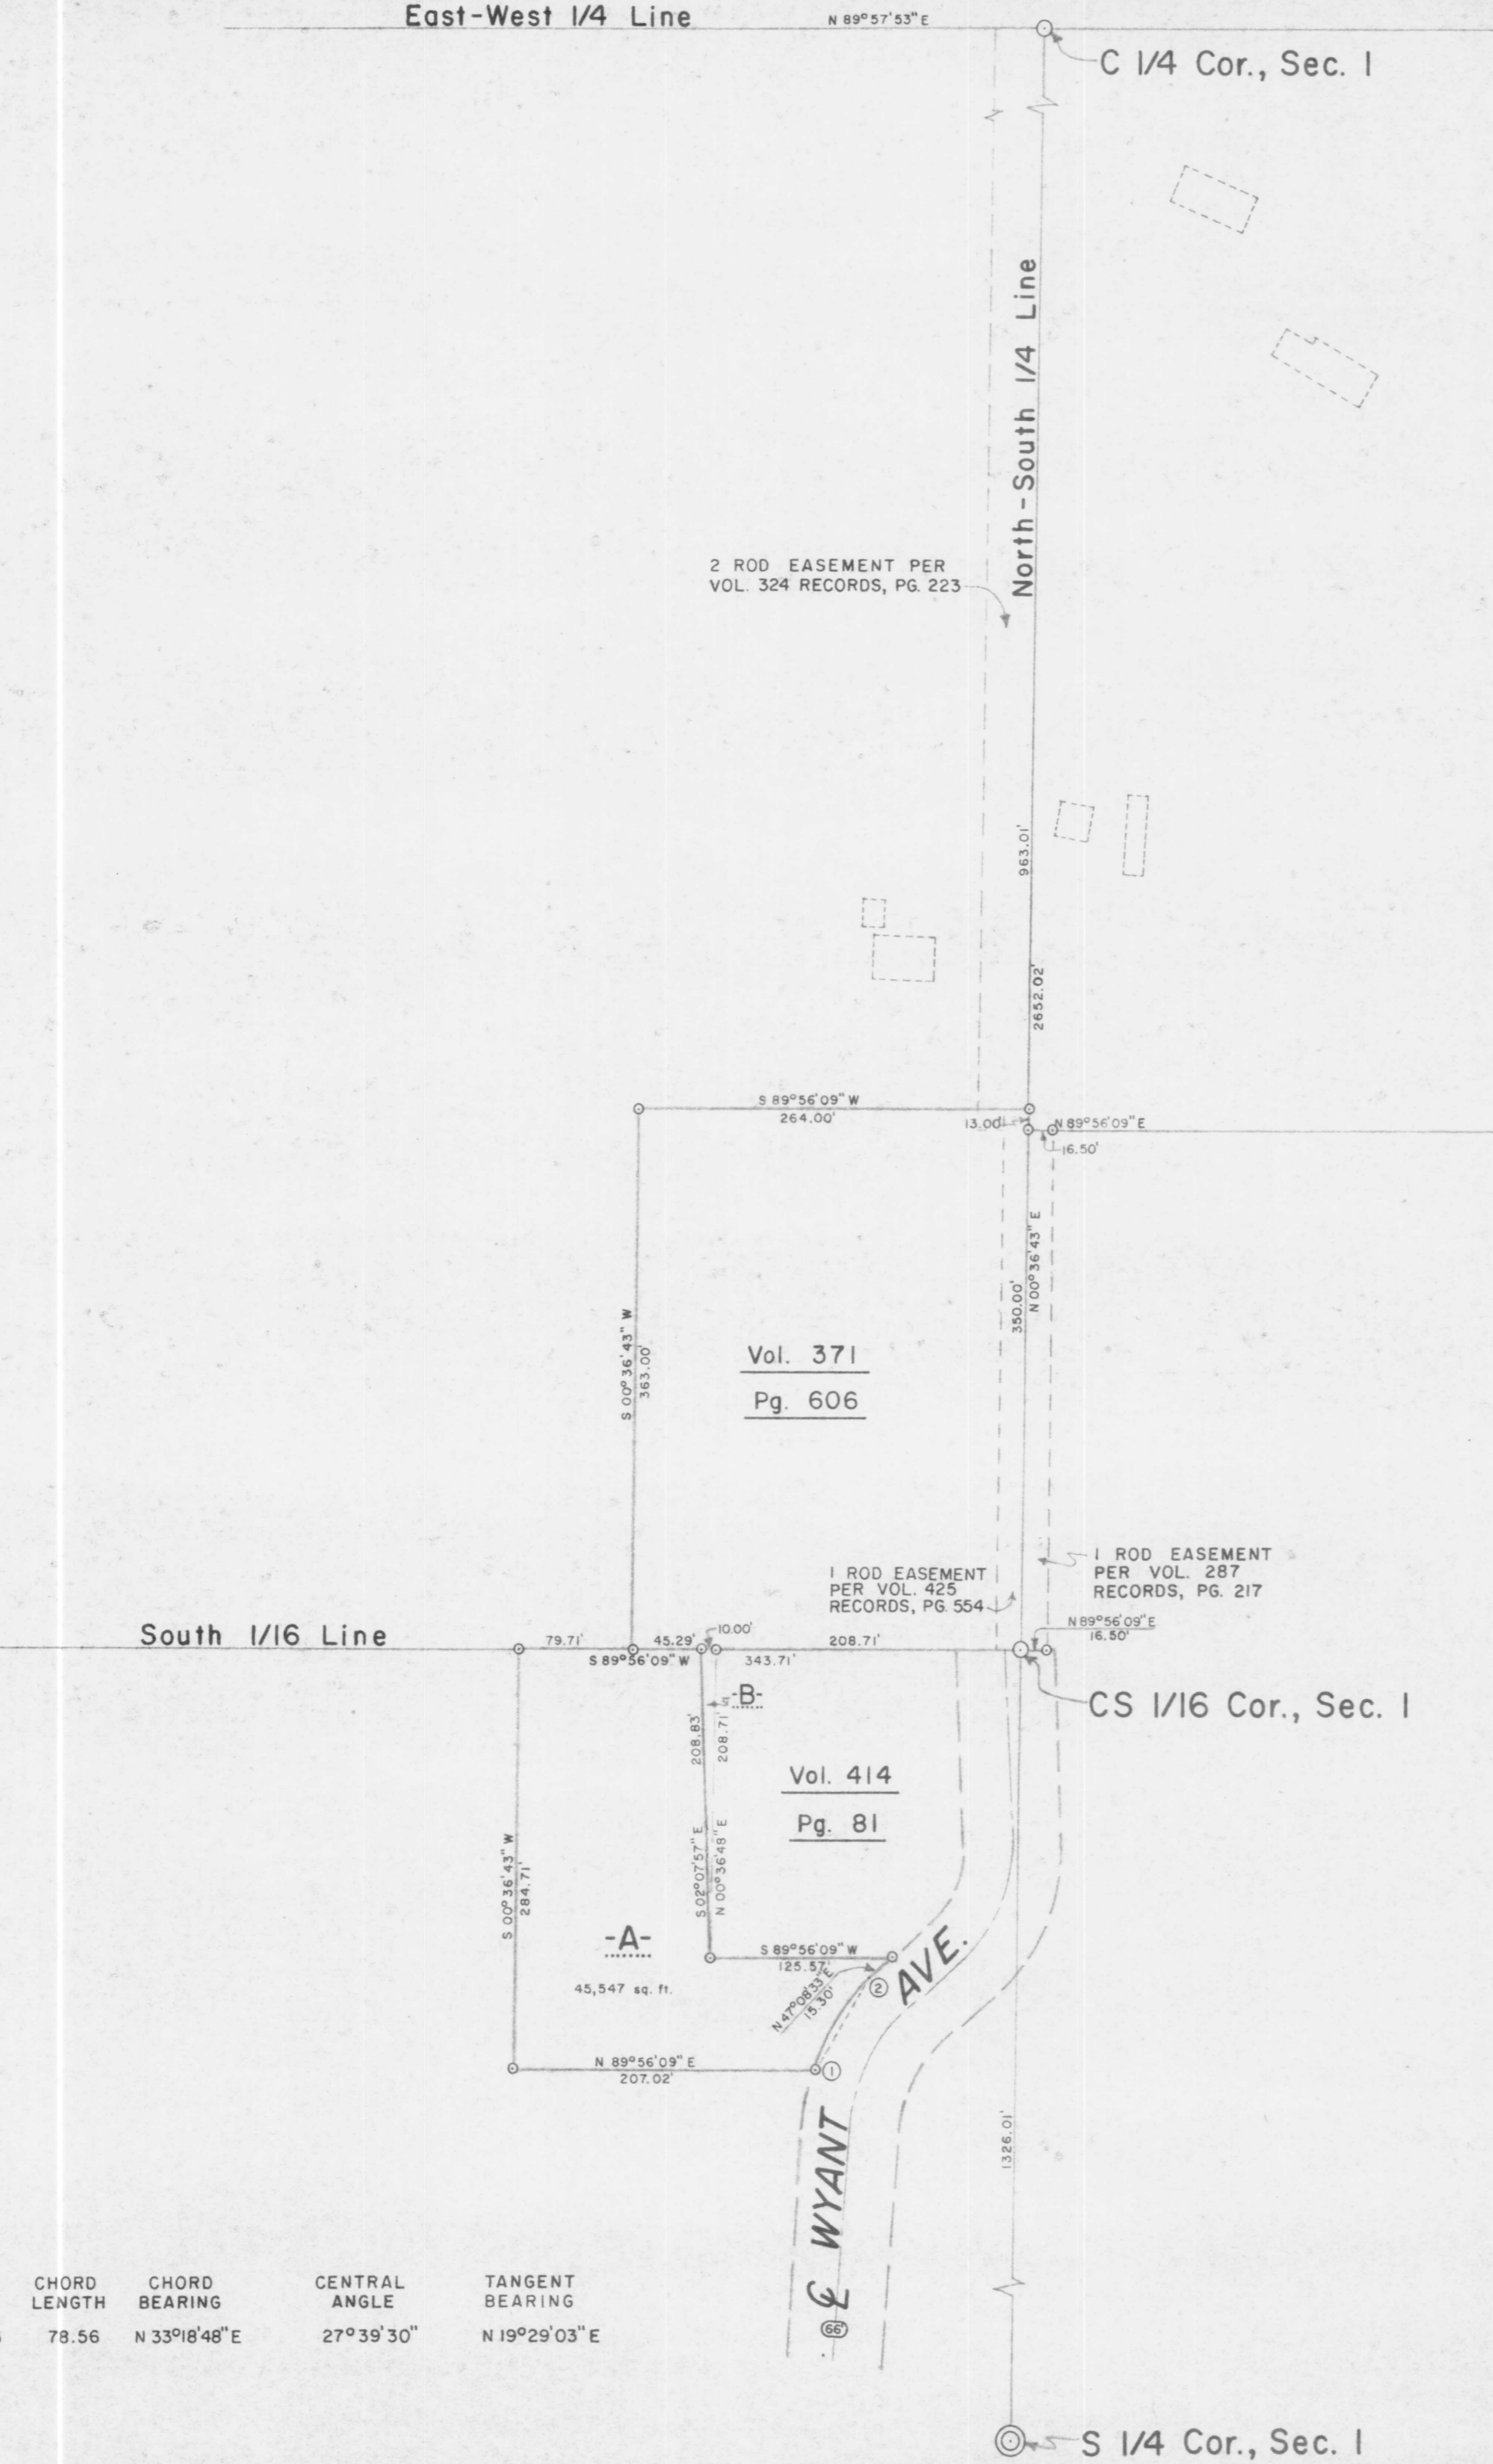 East-West 1/4 Line
N 89°57'53" E
C 1/4 Cor., Sec. 1
North-South 1/4 Line
2 ROD EASEMENT PER
VOL. 324 RECORDS, PG. 223
963.01'
2652.02'
S 89°56'09" W
264.00'
13.00'
N 89°56'09" E
16.50'
N 00°36'43" E
350.00'
S 00°36'43" W
363.00'
Vol. 371
Pg. 606
1 ROD EASEMENT
PER VOL. 287
RECORDS, PG. 217
1 ROD EASEMENT
PER VOL. 425
RECORDS, PG. 554
N 89°56'09" E
16.50'
South 1/16 Line
79.71'
45.29'
10.00'
208.71'
S 89°56'09" W
343.71'
CS 1/16 Cor., Sec. 1
-B-
208.83'
208.71'
Vol. 414
Pg. 81
S 02°07'57" E
N 00°36'48" E
S 00°36'43" W
284.71'
-A-
45,547 sq. ft.
S 89°56'09" W
125.57'
N 47°08'33" E
15.30'
2
AVE.
N 89°56'09" E
207.02'
1
1326.01'
℄ WYANT
66'
CHORD LENGTH
CHORD BEARING
CENTRAL ANGLE
TANGENT BEARING
78.56 N 33°18'48" E 27°39'30" N 19°29'03" E
S 1/4 Cor., Sec. 1